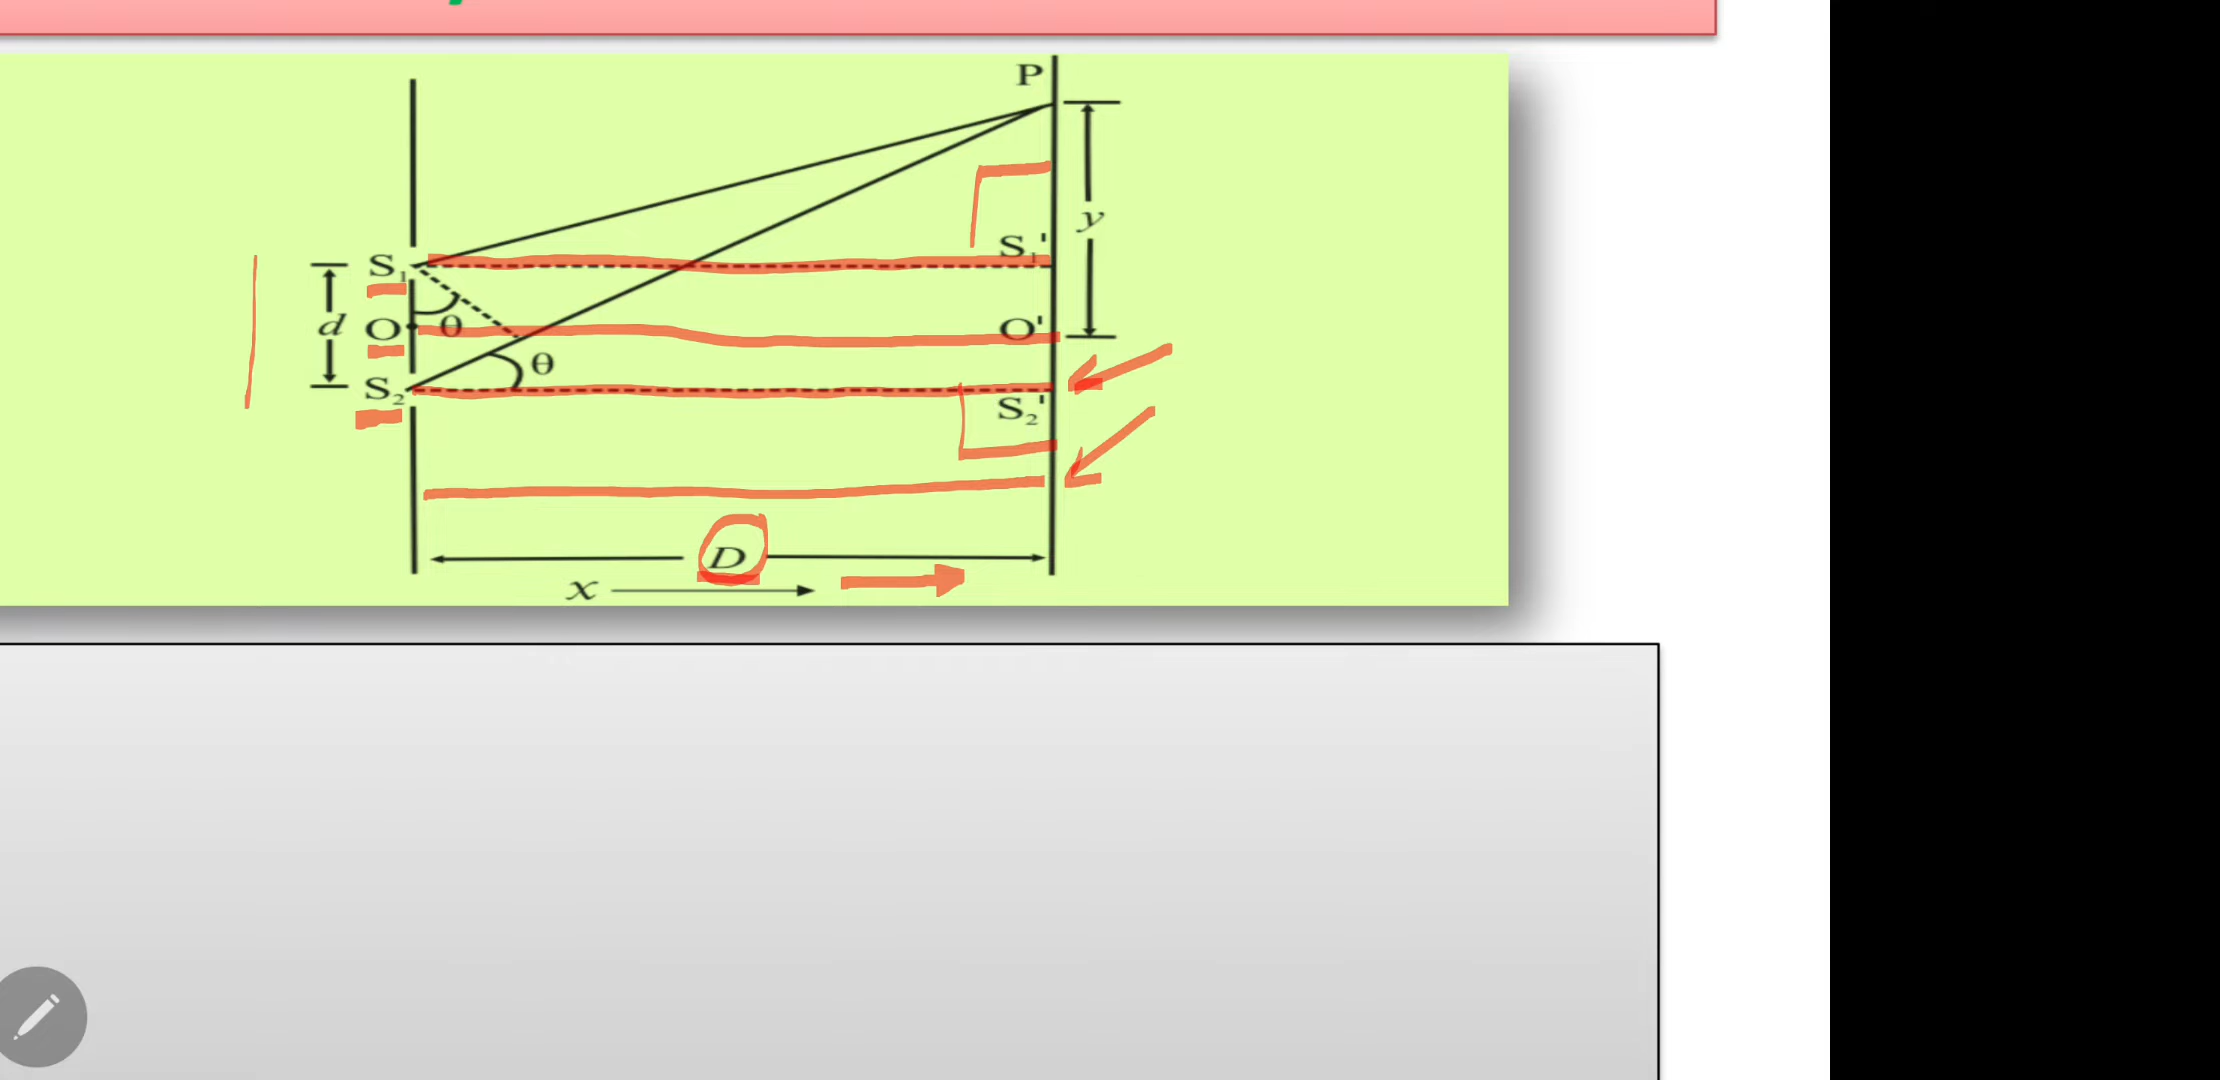 P
y
S₁'
S₁
d
O
θ
O'
θ
S₂
S₂'
D
x